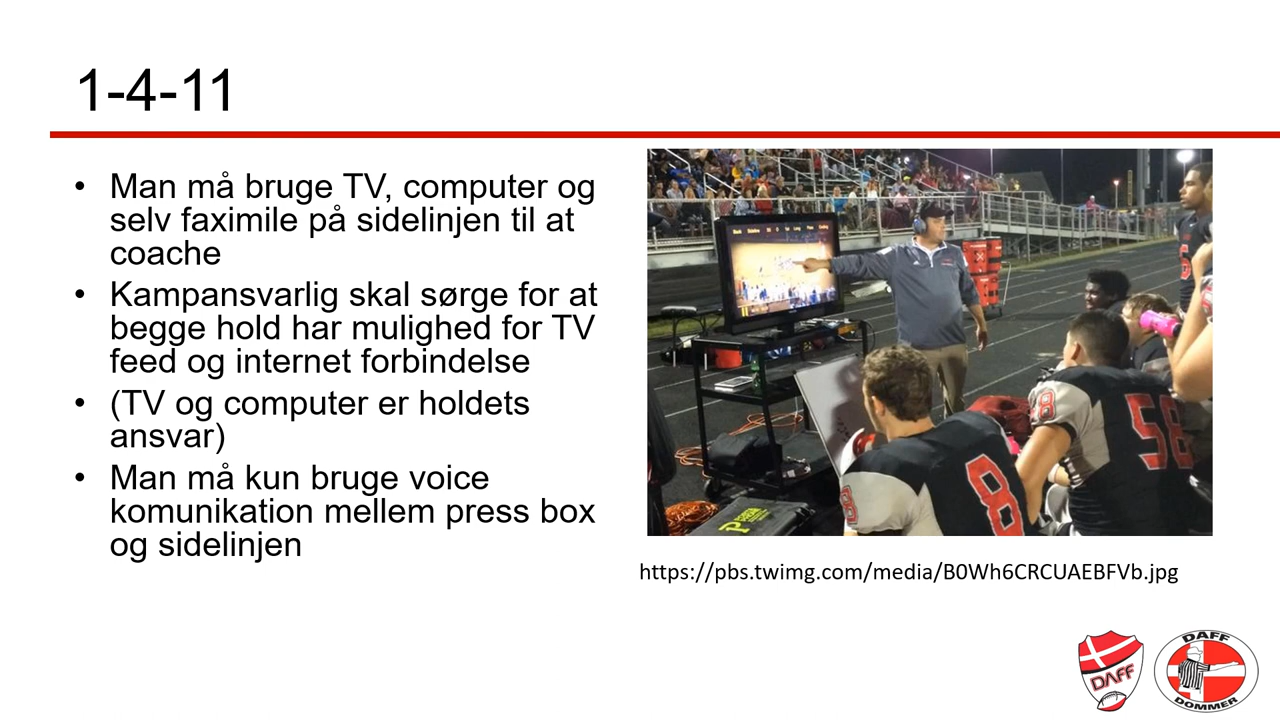 1-4-11
• Man må bruge TV, computer og
selv faximile på sidelinjen til at
coache
• Kampansvarlig skal sørge for at
begge hold har mulighed for TV
feed og internet forbindelse
• (TV og computer er holdets
ansvar)
• Man må kun bruge voice
komunikation mellem press box
og sidelinjen
8
8
58
https://pbs.twimg.com/media/B0Wh6CRCUAEBFVb.jpg
DAFF
DAFF
DOMMER